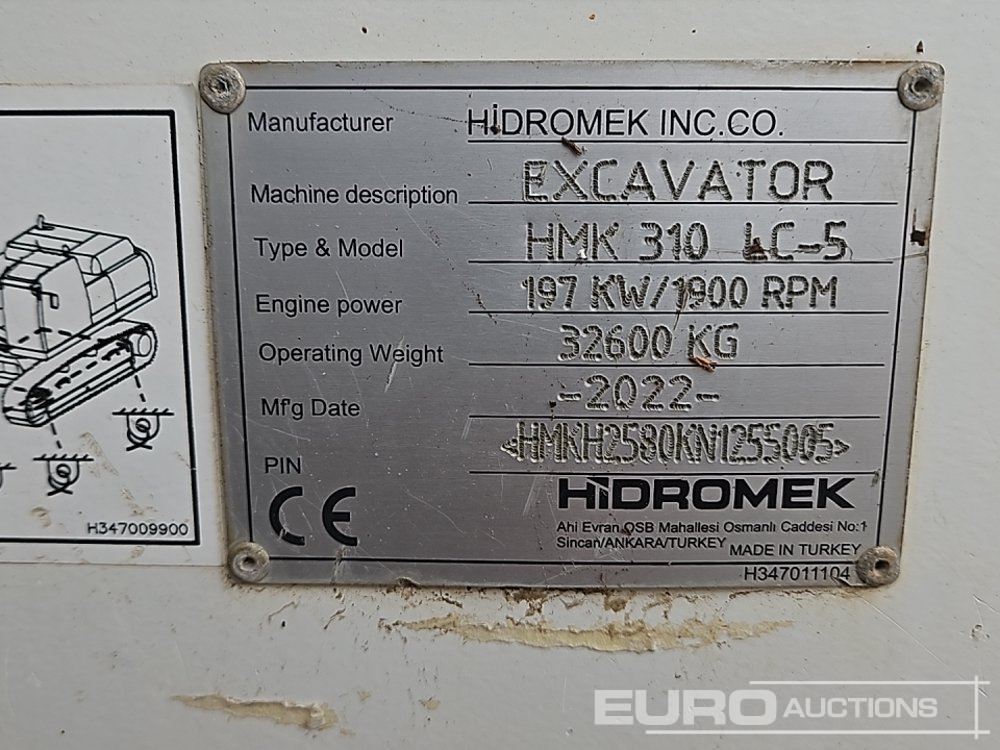 Manufacturer HİDROMEK INC.CO.
Machine description EXCAVATOR
Type & Model HMK 310 LC-5
Engine power 197 KW/1900 RPM
Operating Weight 32600 KG
Mf'g Date -2022-
PIN <HMKH2580KN1255005>
CE HİDROMEK
Ahi Evran OSB Mahallesi Osmanlı Caddesi No:1
Sincan/ANKARA/TURKEY MADE IN TURKEY
H347011104
H347009900
EURO AUCTIONS